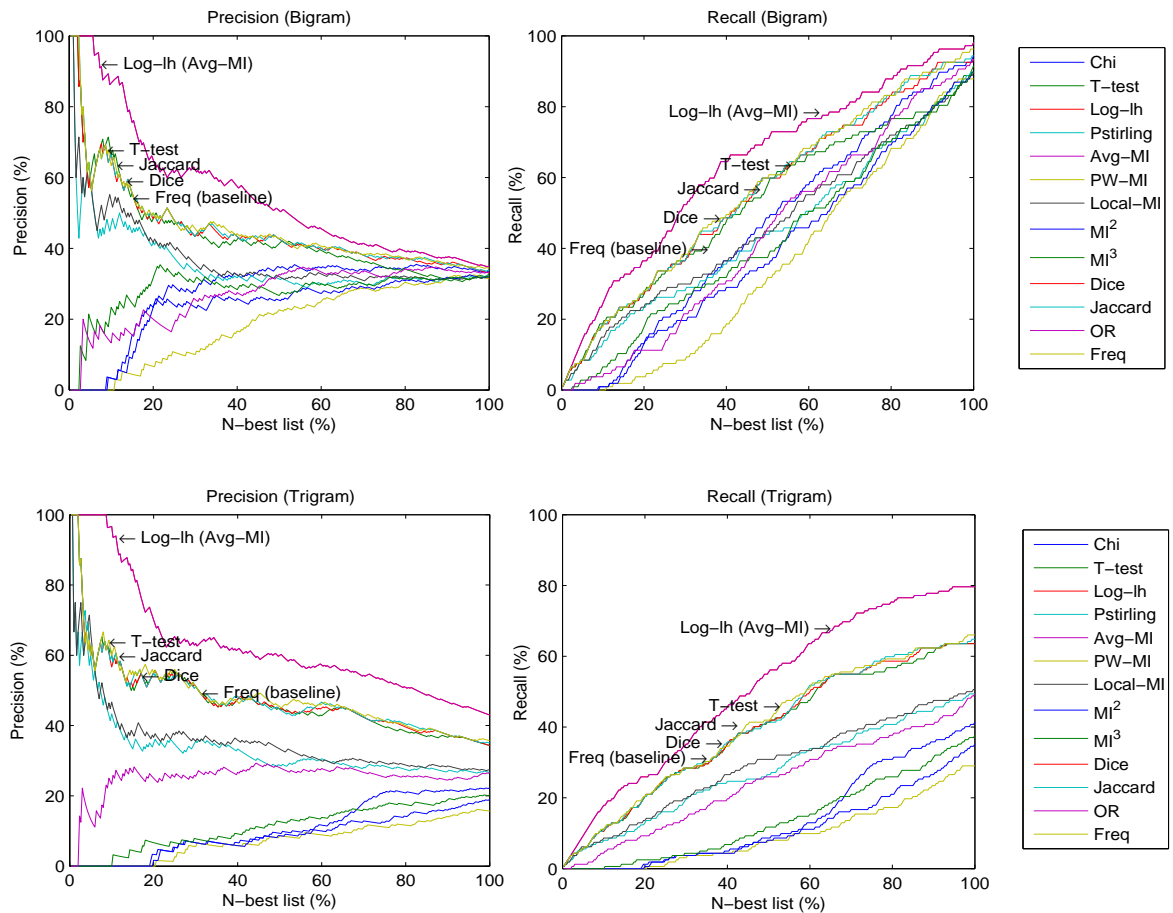 Precision (Bigram)
100
80
60
40
20
0
Precision (%)
Log−lh (Avg−MI)
T−test
Jaccard
Dice
Freq (baseline)
0 20 40 60 80 100
N−best list (%)
Recall (Bigram)
100
80
60
40
20
0
Recall (%)
Log−lh (Avg−MI)
T−test
Jaccard
Dice
Freq (baseline)
0 20 40 60 80 100
N−best list (%)
Chi
T−test
Log−lh
Pstirling
Avg−MI
PW−MI
Local−MI
MI²
MI³
Dice
Jaccard
OR
Freq
Precision (Trigram)
100
80
60
40
20
0
Precision (%)
Log−lh (Avg−MI)
T−test
Jaccard
Dice
Freq (baseline)
0 20 40 60 80 100
N−best list (%)
Recall (Trigram)
100
80
60
40
20
0
Recall (%)
Log−lh (Avg−MI)
T−test
Jaccard
Dice
Freq (baseline)
0 20 40 60 80 100
N−best list (%)
Chi
T−test
Log−lh
Pstirling
Avg−MI
PW−MI
Local−MI
MI²
MI³
Dice
Jaccard
OR
Freq